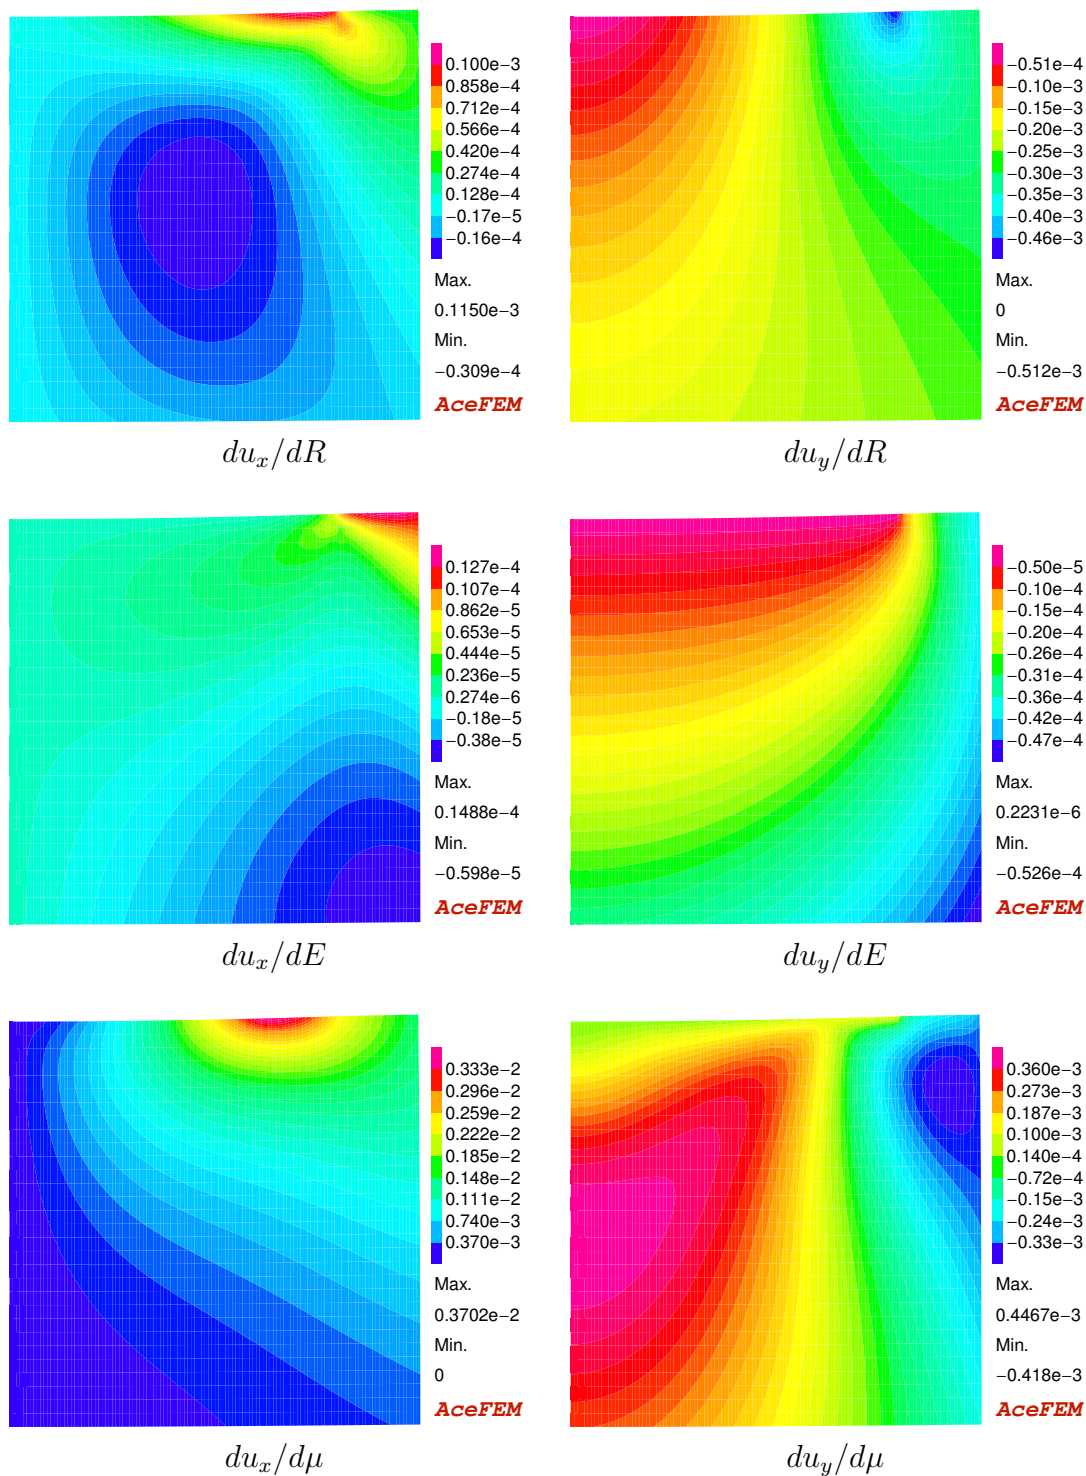 0.100e−3
0.858e−4
0.712e−4
0.566e−4
0.420e−4
0.274e−4
0.128e−4
−0.17e−5
−0.16e−4
Max.
0.1150e−3
Min.
−0.309e−4
AceFEM
du_x/dR
−0.51e−4
−0.10e−3
−0.15e−3
−0.20e−3
−0.25e−3
−0.30e−3
−0.35e−3
−0.40e−3
−0.46e−3
Max.
0
Min.
−0.512e−3
AceFEM
du_y/dR
0.127e−4
0.107e−4
0.862e−5
0.653e−5
0.444e−5
0.236e−5
0.274e−6
−0.18e−5
−0.38e−5
Max.
0.1488e−4
Min.
−0.598e−5
AceFEM
du_x/dE
−0.50e−5
−0.10e−4
−0.15e−4
−0.20e−4
−0.26e−4
−0.31e−4
−0.36e−4
−0.42e−4
−0.47e−4
Max.
0.2231e−6
Min.
−0.526e−4
AceFEM
du_y/dE
0.333e−2
0.296e−2
0.259e−2
0.222e−2
0.185e−2
0.148e−2
0.111e−2
0.740e−3
0.370e−3
Max.
0.3702e−2
Min.
0
AceFEM
du_x/dμ
0.360e−3
0.273e−3
0.187e−3
0.100e−3
0.140e−4
−0.72e−4
−0.15e−3
−0.24e−3
−0.33e−3
Max.
0.4467e−3
Min.
−0.418e−3
AceFEM
du_y/dμ